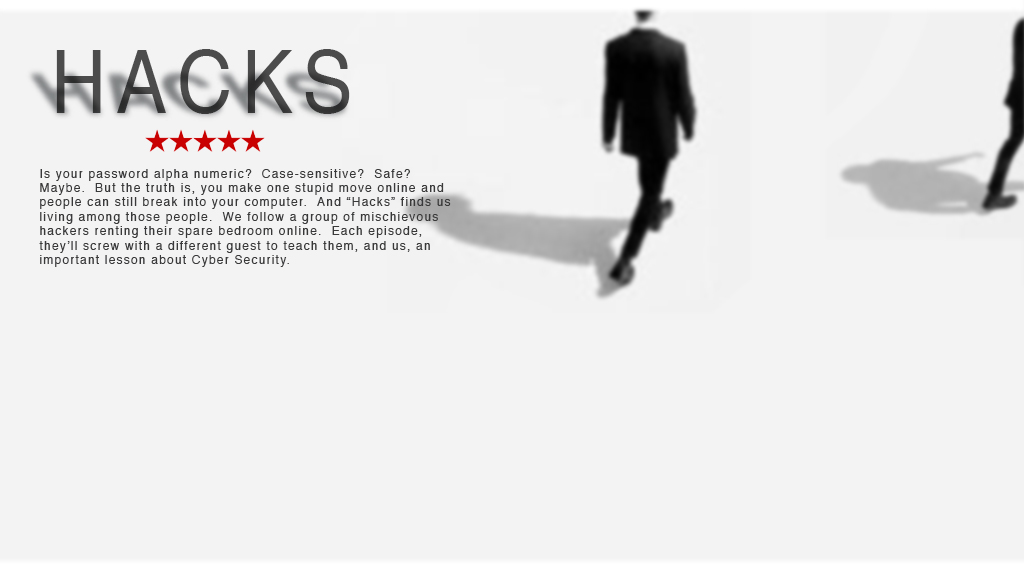 HACKS
Is your password alpha numeric?  Case-sensitive?  Safe?
Maybe.  But the truth is, you make one stupid move online and
people can still break into your computer.  And “Hacks” finds us
living among those people.  We follow a group of mischievous
hackers renting their spare bedroom online.  Each episode,
they’ll screw with a different guest to teach them, and us, an
important lesson about Cyber Security.